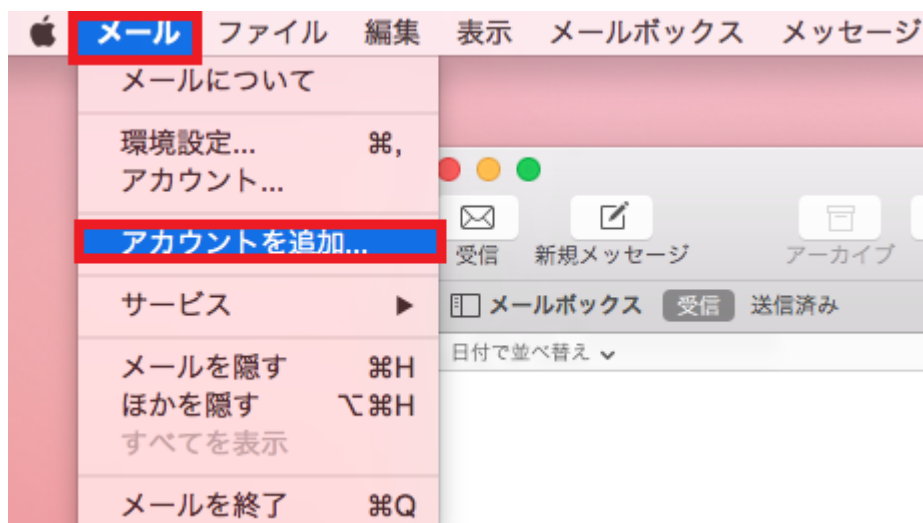 メール ファイル 編集 表示 メールボックス メッセージ
メールについて
環境設定... ⌘,
アカウント...
アカウントを追加...
サービス ▶
メールを隠す ⌘H
ほかを隠す ⌥⌘H
すべてを表示
メールを終了 ⌘Q
受信 新規メッセージ アーカイブ
メールボックス 受信 送信済み
日付で並べ替え